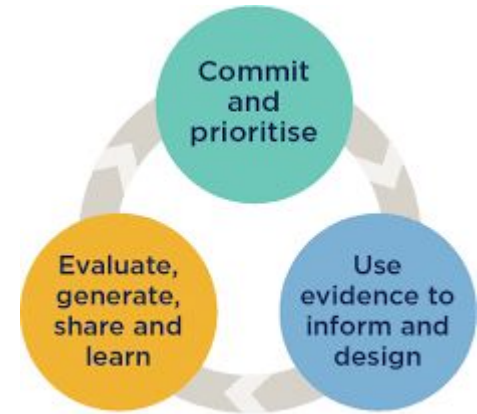 Commit
and
prioritise
Use
evidence to
inform and
design
Evaluate,
generate,
share and
learn